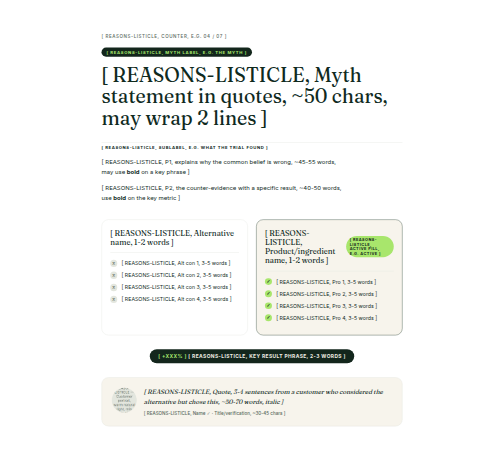 [ REASONS-LISTICLE, COUNTER, E.G. 04 / 07 ]
[ REASONS-LISTICLE, MYTH LABEL, E.G. THE MYTH ]
[ REASONS-LISTICLE, Myth
statement in quotes, ~50 chars,
may wrap 2 lines ]
[ REASONS-LISTICLE, SUBLABEL, E.G. WHAT THE TRIAL FOUND ]
[ REASONS-LISTICLE, P1, explains why the common belief is wrong, ~45-55 words,
may use bold on a key phrase ]
[ REASONS-LISTICLE, P2, the counter-evidence with a specific result, ~40-50 words,
use bold on the key metric ]
[ REASONS-LISTICLE, Alternative
name, 1-2 words ]
✕ [ REASONS-LISTICLE, Alt con 1, 3-5 words ]
✕ [ REASONS-LISTICLE, Alt con 2, 3-5 words ]
✕ [ REASONS-LISTICLE, Alt con 3, 3-5 words ]
✕ [ REASONS-LISTICLE, Alt con 4, 3-5 words ]
[ REASONS-
LISTICLE,
Product/ingredient
name, 1-2 words ]
[ REASONS-
LISTICLE,
ACTIVE PILL,
E.G. ACTIVE ]
✓ [ REASONS-LISTICLE, Pro 1, 3-5 words ]
✓ [ REASONS-LISTICLE, Pro 2, 3-5 words ]
✓ [ REASONS-LISTICLE, Pro 3, 3-5 words ]
✓ [ REASONS-LISTICLE, Pro 4, 3-5 words ]
[ +XXX% ] [ REASONS-LISTICLE, KEY RESULT PHRASE, 2-3 WORDS ]
[ REASONS-LISTICLE, Quote, 3-4 sentences from a customer who considered the
alternative but chose this, ~50-70 words, italic ]
[ REASONS-LISTICLE, Name ✓ · Title/verification, ~30-45 chars ]